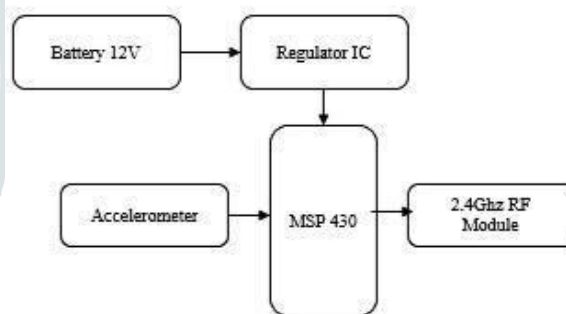 Battery 12V
Regulator IC
Accelerometer
MSP 430
2.4Ghz RF
Module